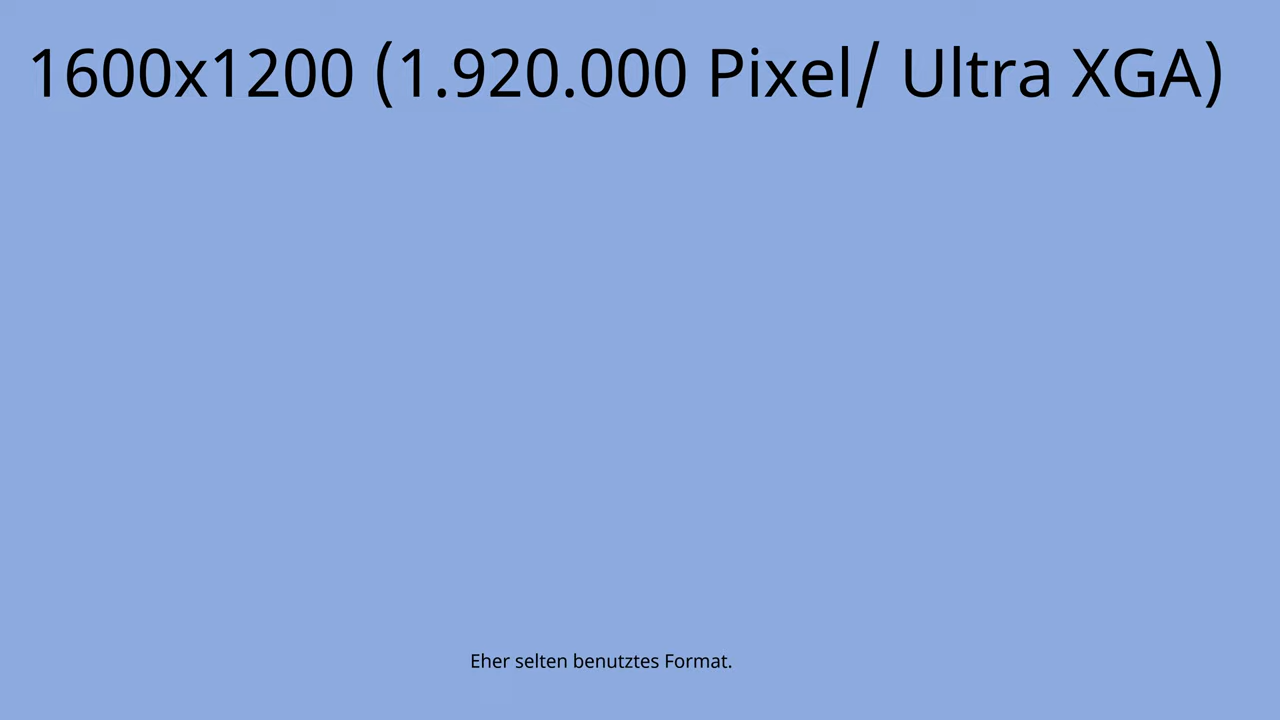 1600x1200 (1.920.000 Pixel/ Ultra XGA)
Eher selten benutztes Format.